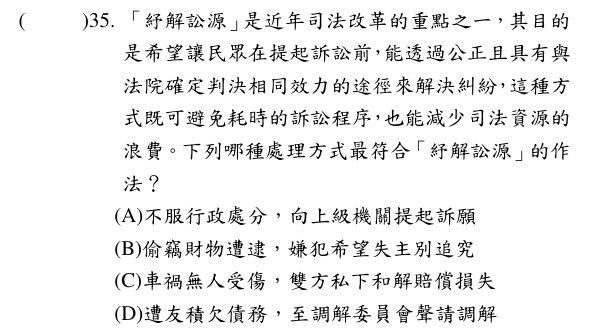 (　　)35. 「紓解訟源」是近年司法改革的重點之一，其目的
是希望讓民眾在提起訴訟前，能透過公正且具有與
法院確定判決相同效力的途徑來解決糾紛，這種方
式既可避免耗時的訴訟程序，也能減少司法資源的
浪費。下列哪種處理方式最符合「紓解訟源」的作
法？
(A)不服行政處分，向上級機關提起訴願
(B)偷竊財物遭逮，嫌犯希望失主別追究
(C)車禍無人受傷，雙方私下和解賠償損失
(D)遭友積欠債務，至調解委員會聲請調解